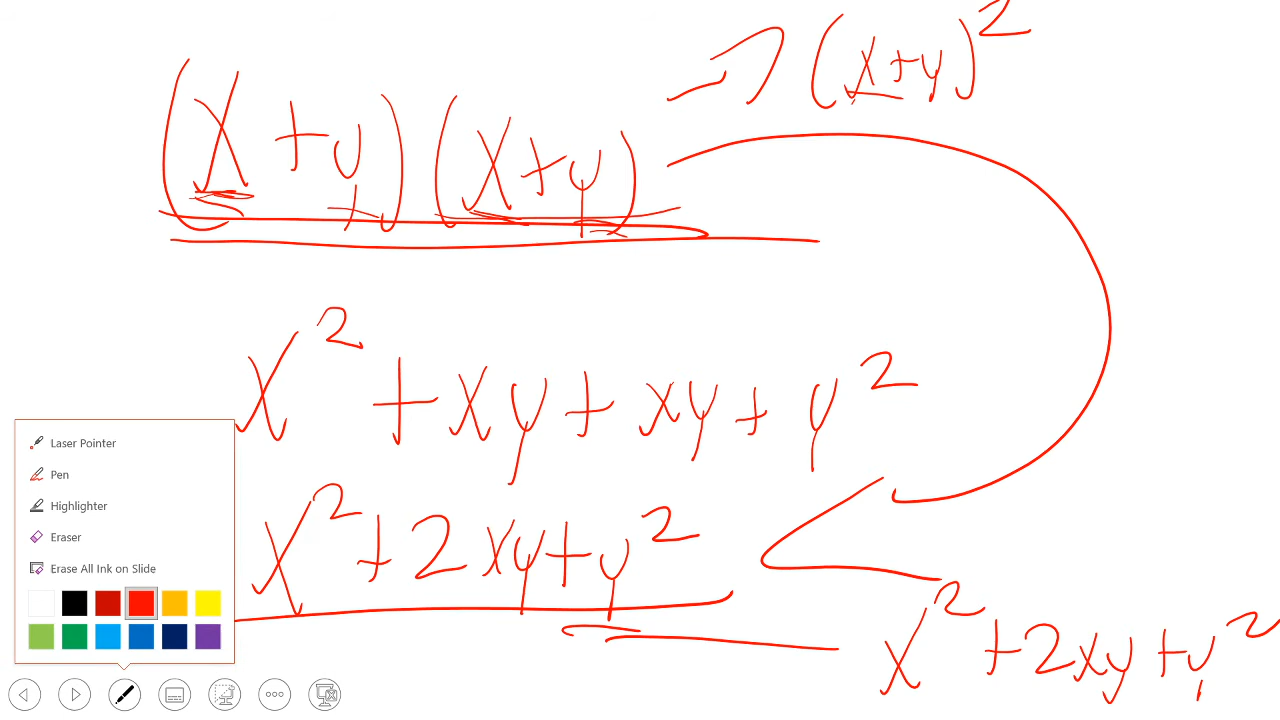 (x+y)(x+y) → (x+y)²
x² + xy + xy + y²
x² + 2xy + y²
x² + 2xy + y²
Laser Pointer
Pen
Highlighter
Eraser
Erase All Ink on Slide